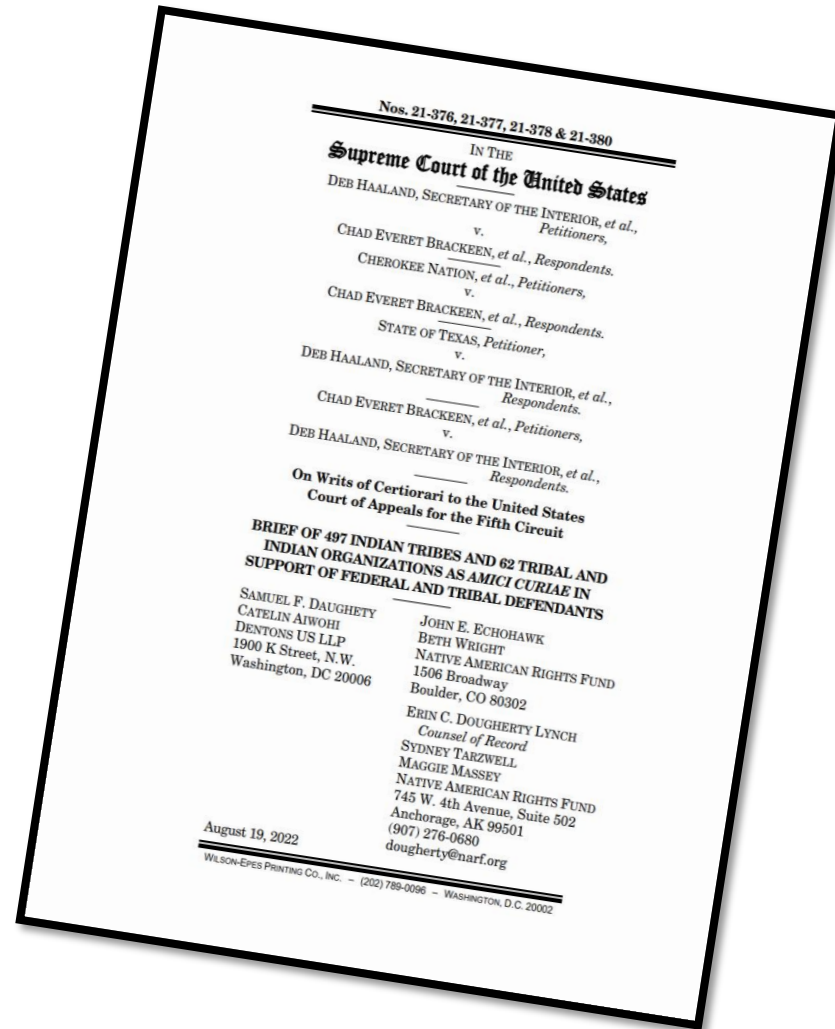 Nos. 21-376, 21-377, 21-378 & 21-380
IN THE
Supreme Court of the United States
DEB HAALAND, SECRETARY OF THE INTERIOR, et al.,
Petitioners,
v.
CHAD EVERET BRACKEEN, et al., Respondents.
CHEROKEE NATION, et al., Petitioners,
v.
CHAD EVERET BRACKEEN, et al., Respondents.
STATE OF TEXAS, Petitioner,
v.
DEB HAALAND, SECRETARY OF THE INTERIOR, et al.,
Respondents.
CHAD EVERET BRACKEEN, et al., Petitioners,
v.
DEB HAALAND, SECRETARY OF THE INTERIOR, et al.,
Respondents.
On Writs of Certiorari to the United States
Court of Appeals for the Fifth Circuit
BRIEF OF 497 INDIAN TRIBES AND 62 TRIBAL AND
INDIAN ORGANIZATIONS AS AMICI CURIAE IN
SUPPORT OF FEDERAL AND TRIBAL DEFENDANTS
SAMUEL F. DAUGHETY
CATELIN AIWOHI
DENTONS US LLP
1900 K Street, N.W.
Washington, DC 20006
JOHN E. ECHOHAWK
BETH WRIGHT
NATIVE AMERICAN RIGHTS FUND
1506 Broadway
Boulder, CO 80302
ERIN C. DOUGHERTY LYNCH
Counsel of Record
SYDNEY TARZWELL
MAGGIE MASSEY
NATIVE AMERICAN RIGHTS FUND
745 W. 4th Avenue, Suite 502
Anchorage, AK 99501
(907) 276-0680
dougherty@narf.org
August 19, 2022
WILSON-EPES PRINTING CO., INC. – (202) 789-0096 – WASHINGTON, D.C. 20002